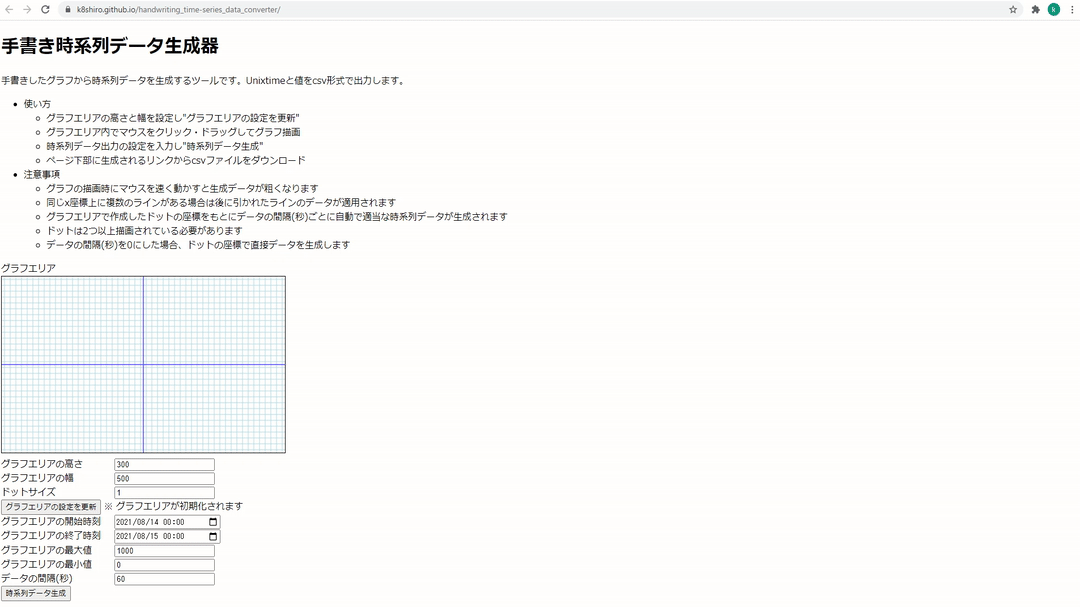 k8shiro.github.io/handwriting_time-series_data_converter/
k
手書き時系列データ生成器
手書きしたグラフから時系列データを生成するツールです。Unixtimeと値をcsv形式で出力します。
使い方
グラフエリアの高さと幅を設定し"グラフエリアの設定を更新"
グラフエリア内でマウスをクリック・ドラッグしてグラフ描画
時系列データ出力の設定を入力し"時系列データ生成"
ページ下部に生成されるリンクからcsvファイルをダウンロード
注意事項
グラフの描画時にマウスを速く動かすと生成データが粗くなります
同じx座標上に複数のラインがある場合は後に引かれたラインのデータが適用されます
グラフエリアで作成したドットの座標をもとにデータの間隔(秒)ごとに自動で適当な時系列データが生成されます
ドットは2つ以上描画されている必要があります
データの間隔(秒)を0にした場合、ドットの座標で直接データを生成します
グラフエリア
グラフエリアの高さ 300
グラフエリアの幅 500
ドットサイズ 1
グラフエリアの設定を更新 ※ グラフエリアが初期化されます
グラフエリアの開始時刻 2021/08/14 00:00
グラフエリアの終了時刻 2021/08/15 00:00
グラフエリアの最大値 1000
グラフエリアの最小値 0
データの間隔(秒) 60
時系列データ生成